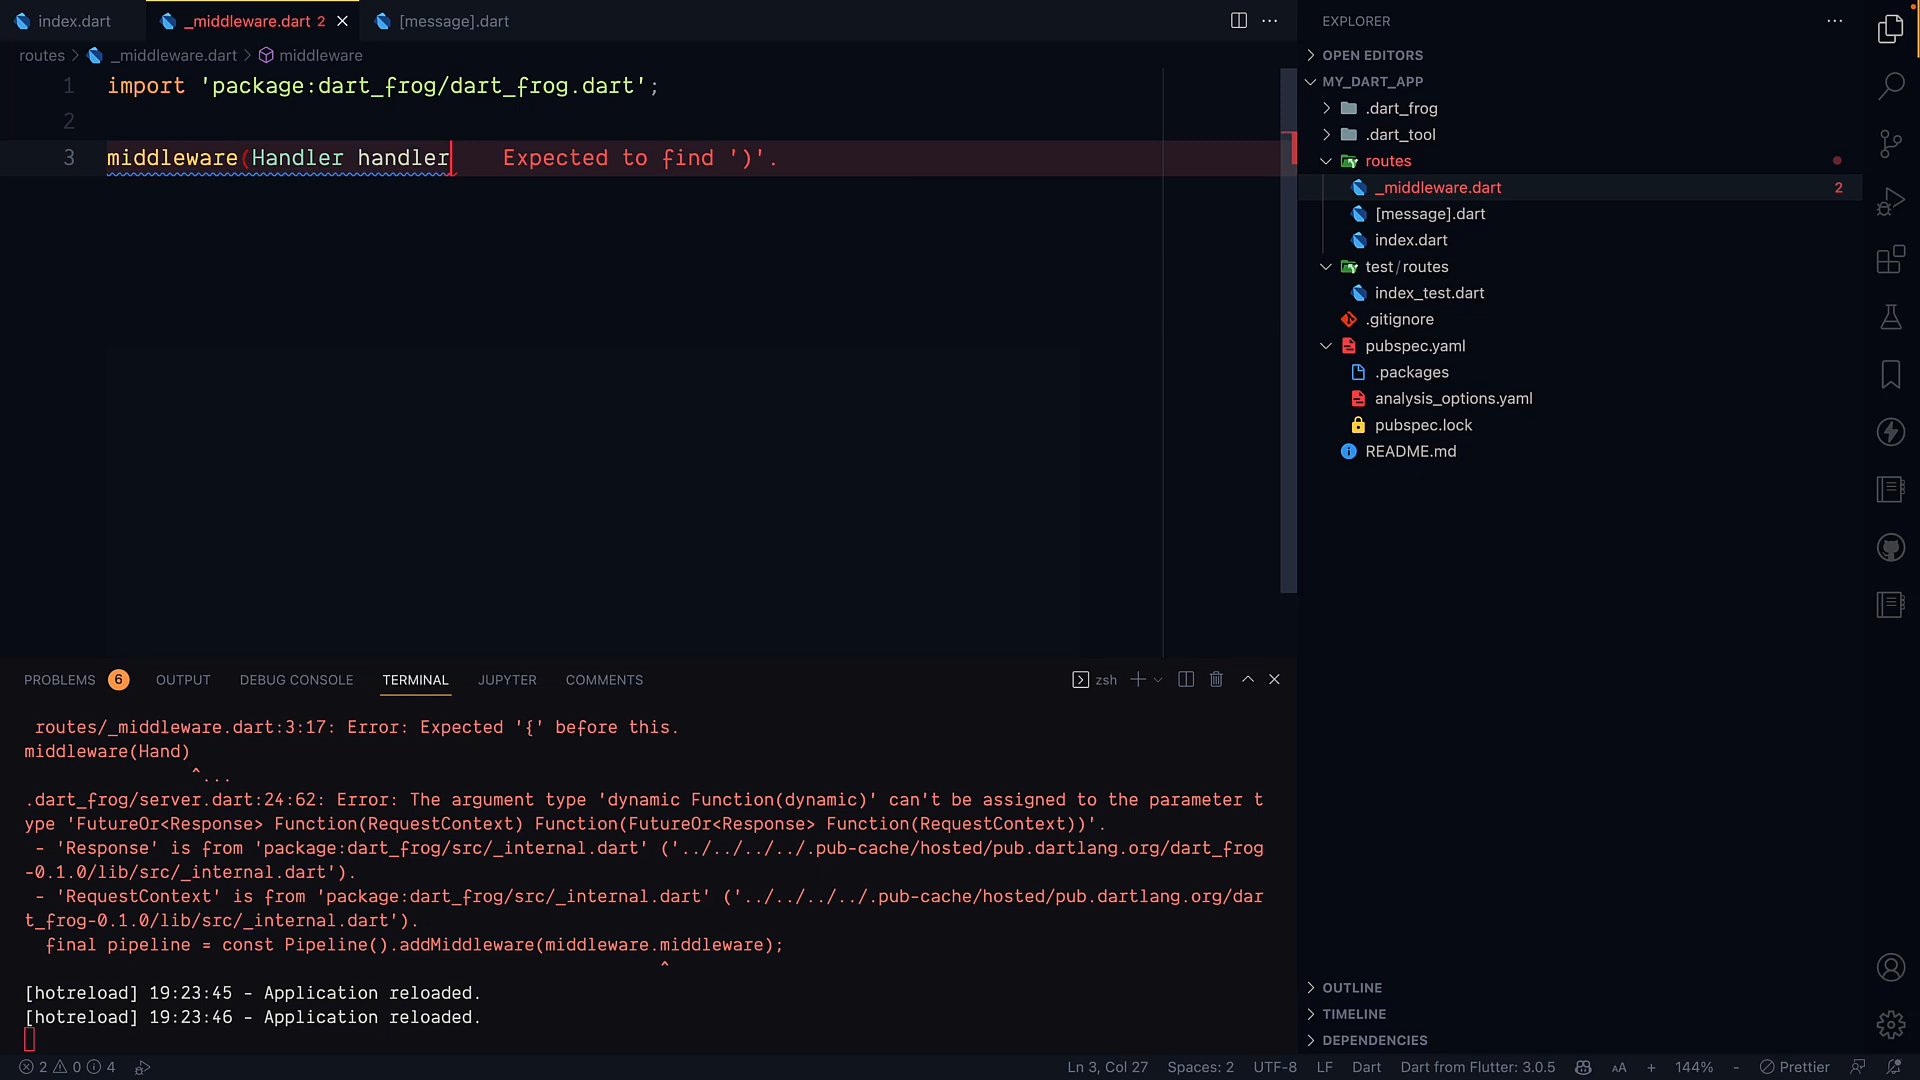 index.dart
_middleware.dart 2
[message].dart
routes > _middleware.dart > middleware
1 import 'package:dart_frog/dart_frog.dart';
2
3 middleware(Handler handler Expected to find ')'.
EXPLORER
OPEN EDITORS
MY_DART_APP
.dart_frog
.dart_tool
routes
_middleware.dart 2
[message].dart
index.dart
test/routes
index_test.dart
.gitignore
pubspec.yaml
.packages
analysis_options.yaml
pubspec.lock
README.md
OUTLINE
TIMELINE
DEPENDENCIES
PROBLEMS 6 OUTPUT DEBUG CONSOLE TERMINAL JUPYTER COMMENTS
zsh
routes/_middleware.dart:3:17: Error: Expected '{' before this.
middleware(Hand)
^...
.dart_frog/server.dart:24:62: Error: The argument type 'dynamic Function(dynamic)' can't be assigned to the parameter t
ype 'FutureOr<Response> Function(RequestContext) Function(FutureOr<Response> Function(RequestContext))'.
- 'Response' is from 'package:dart_frog/src/_internal.dart' ('../../../../.pub-cache/hosted/pub.dartlang.org/dart_frog
-0.1.0/lib/src/_internal.dart').
- 'RequestContext' is from 'package:dart_frog/src/_internal.dart' ('../../../../.pub-cache/hosted/pub.dartlang.org/dar
t_frog-0.1.0/lib/src/_internal.dart').
final pipeline = const Pipeline().addMiddleware(middleware.middleware);
^
[hotreload] 19:23:45 - Application reloaded.
[hotreload] 19:23:46 - Application reloaded.
2 0 4
Ln 3, Col 27 Spaces: 2 UTF-8 LF Dart Dart from Flutter: 3.0.5 AA + 144% - Prettier